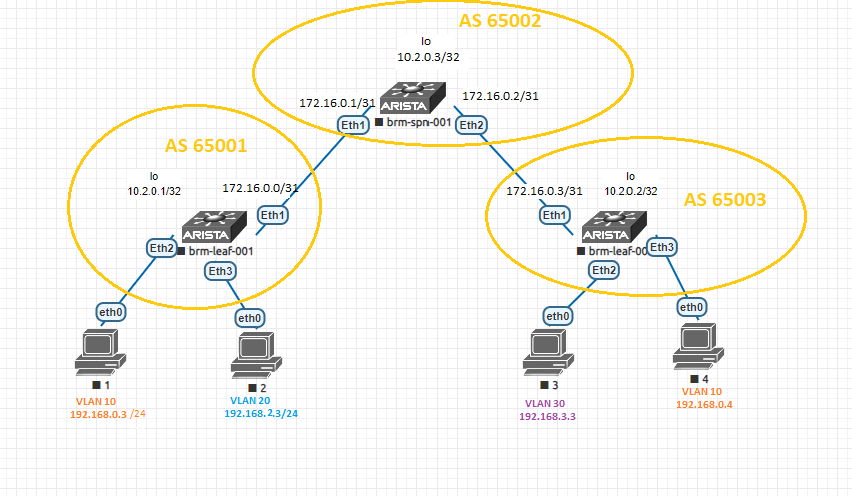 AS 65002
lo
10.2.0.3/32
172.16.0.1/31
172.16.0.2/31
ARISTA
brm-spn-001
Eth1
Eth2
AS 65001
lo
10.2.0.1/32
172.16.0.0/31
Eth1
ARISTA
Eth2
brm-leaf-001
Eth3
172.16.0.3/31
lo
10.2.0.2/32
AS 65003
Eth1
ARISTA
brm-leaf-00
Eth3
Eth2
eth0
eth0
eth0
eth0
1
2
3
4
VLAN 10
192.168.0.3 /24
VLAN 20
192.168.2.3/24
VLAN 30
192.168.3.3
VLAN 10
192.168.0.4